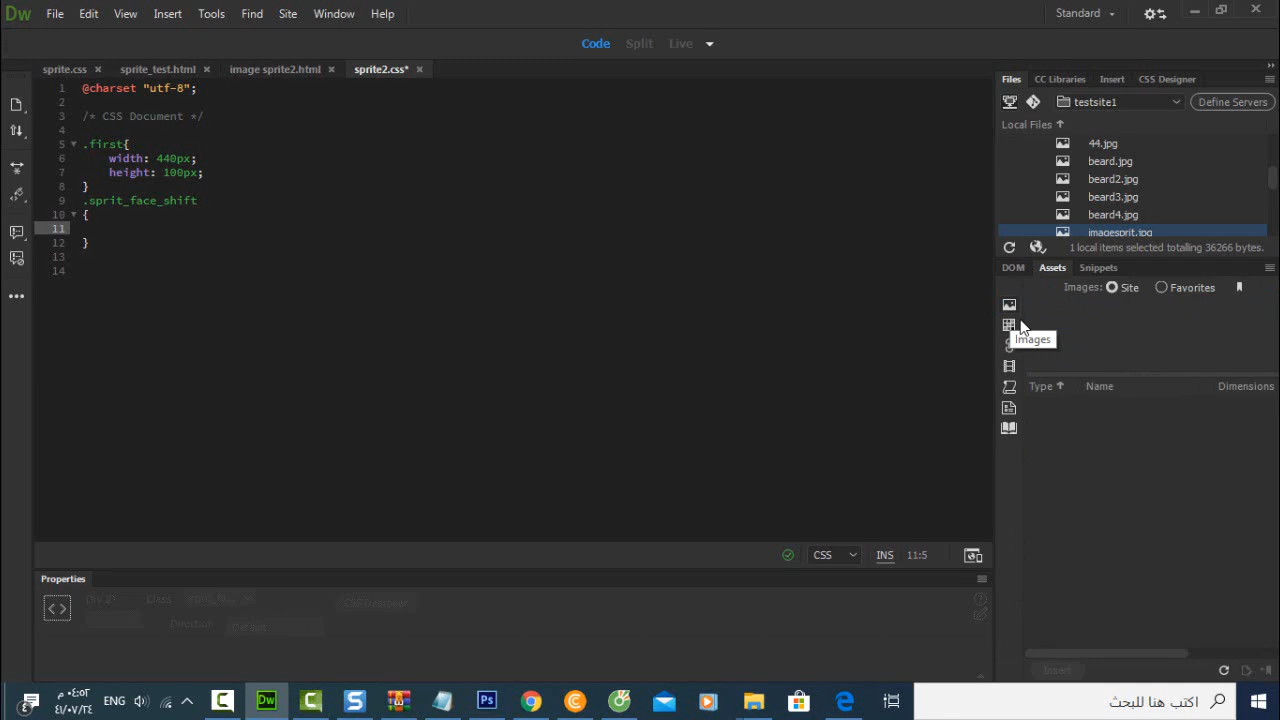 Dw File Edit View Insert Tools Find Site Window Help Standard
Code Split Live
sprite.css sprite_test.html image sprite2.html sprite2.css*
1 @charset "utf-8";
2
3 /* CSS Document */
4
5 .first{
6 width: 440px;
7 height: 100px;
8 }
9 .sprit_face_shift
10 {
11
12 }
13
14
CSS INS 11:5
Properties
Class
CSS Designer
Direction Default
Files CC Libraries Insert CSS Designer
testsite1 Define Servers
Local Files
44.jpg
beard.jpg
beard2.jpg
beard3.jpg
beard4.jpg
imagesprit.jpg
1 local items selected totalling 36266 bytes.
DOM Assets Snippets
Images: Site Favorites
Images
Type Name Dimensions
Insert
ENG
اكتب هنا للبحث